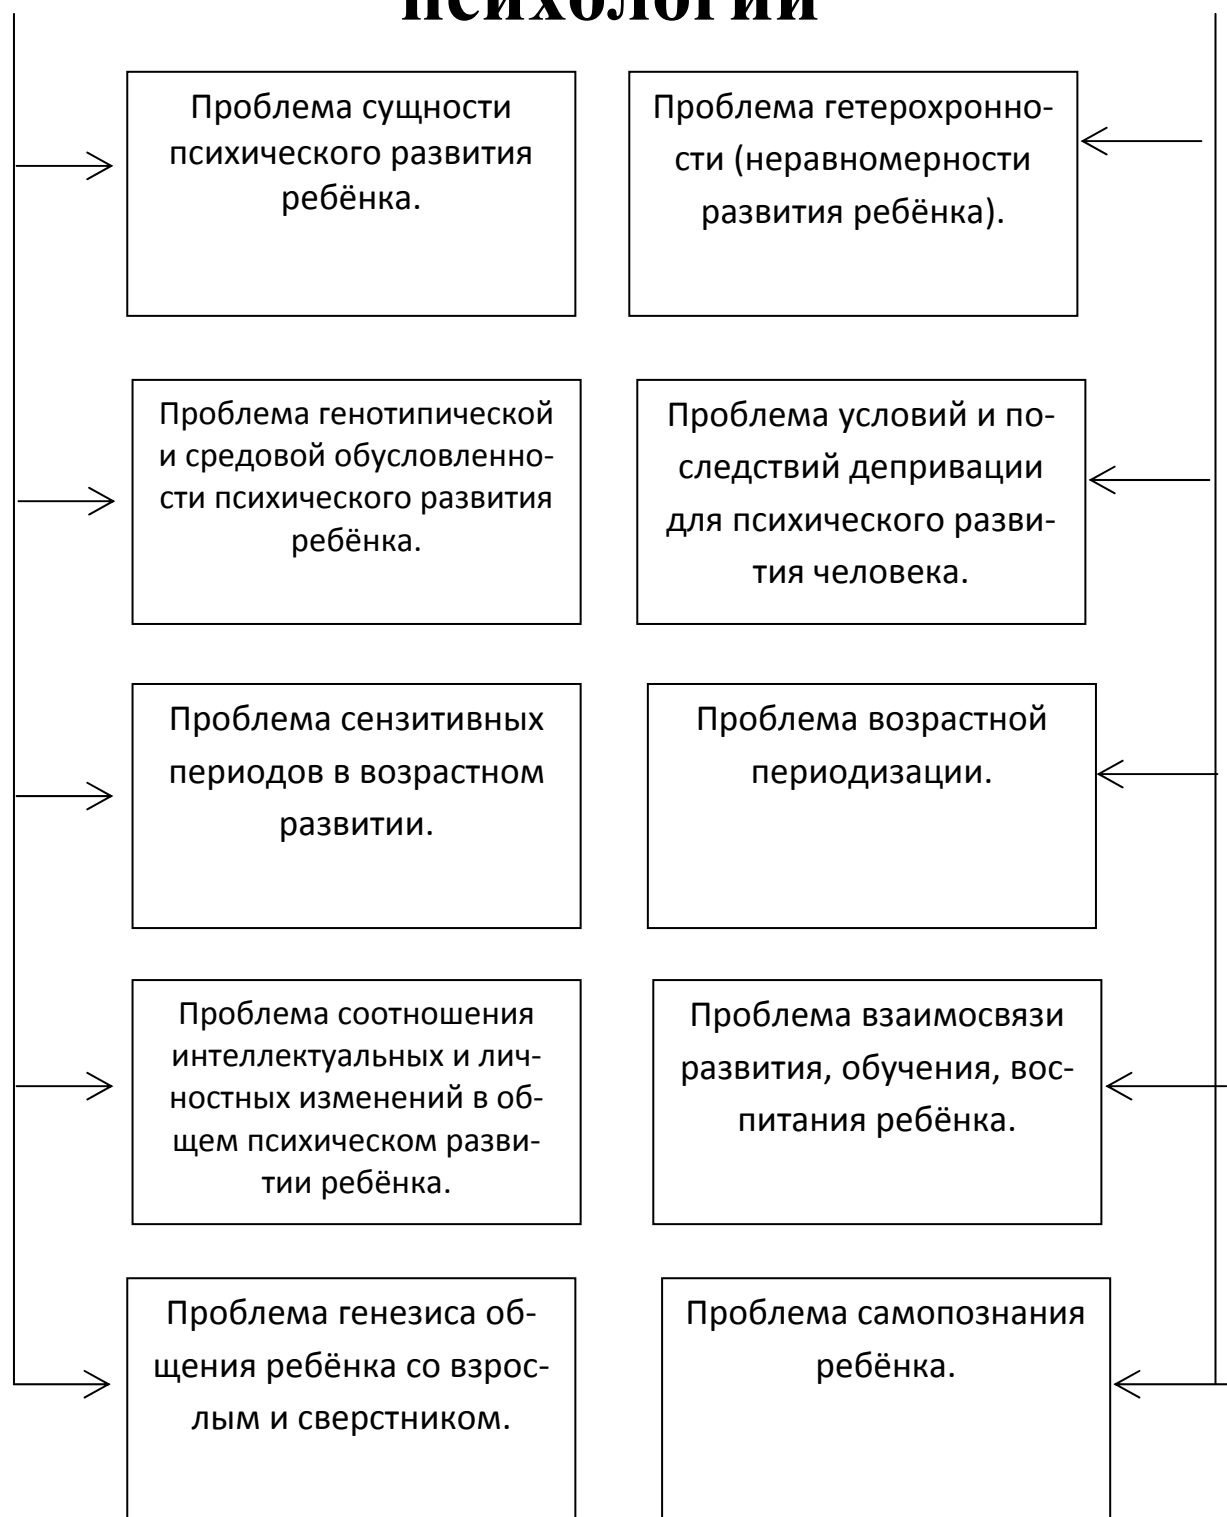 психологии
Проблема сущности
психического развития
ребёнка.
Проблема гетерохронно-
сти (неравномерности
развития ребёнка).
Проблема генотипической
и средовой обусловленно-
сти психического развития
ребёнка.
Проблема условий и по-
следствий депривации
для психического разви-
тия человека.
Проблема сензитивных
периодов в возрастном
развитии.
Проблема возрастной
периодизации.
Проблема соотношения
интеллектуальных и лич-
ностных изменений в об-
щем психическом разви-
тии ребёнка.
Проблема взаимосвязи
развития, обучения, вос-
питания ребёнка.
Проблема генезиса об-
щения ребёнка со взрос-
лым и сверстником.
Проблема самопознания
ребёнка.